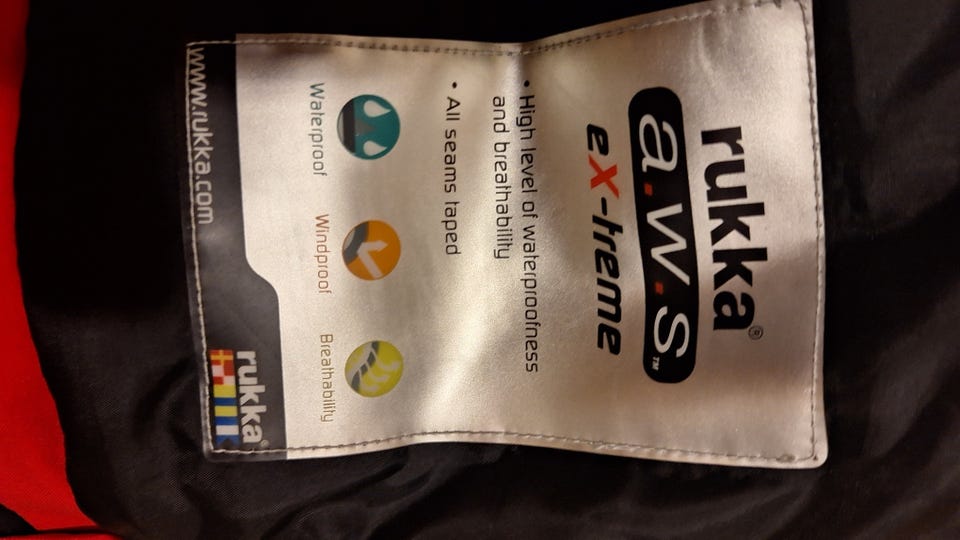 rukka®
a.w.s™
eX-treme
• High level of waterproofness
and breathability
• All seams taped
Waterproof
Windproof
Breathability
www.rukka.com
rukka®